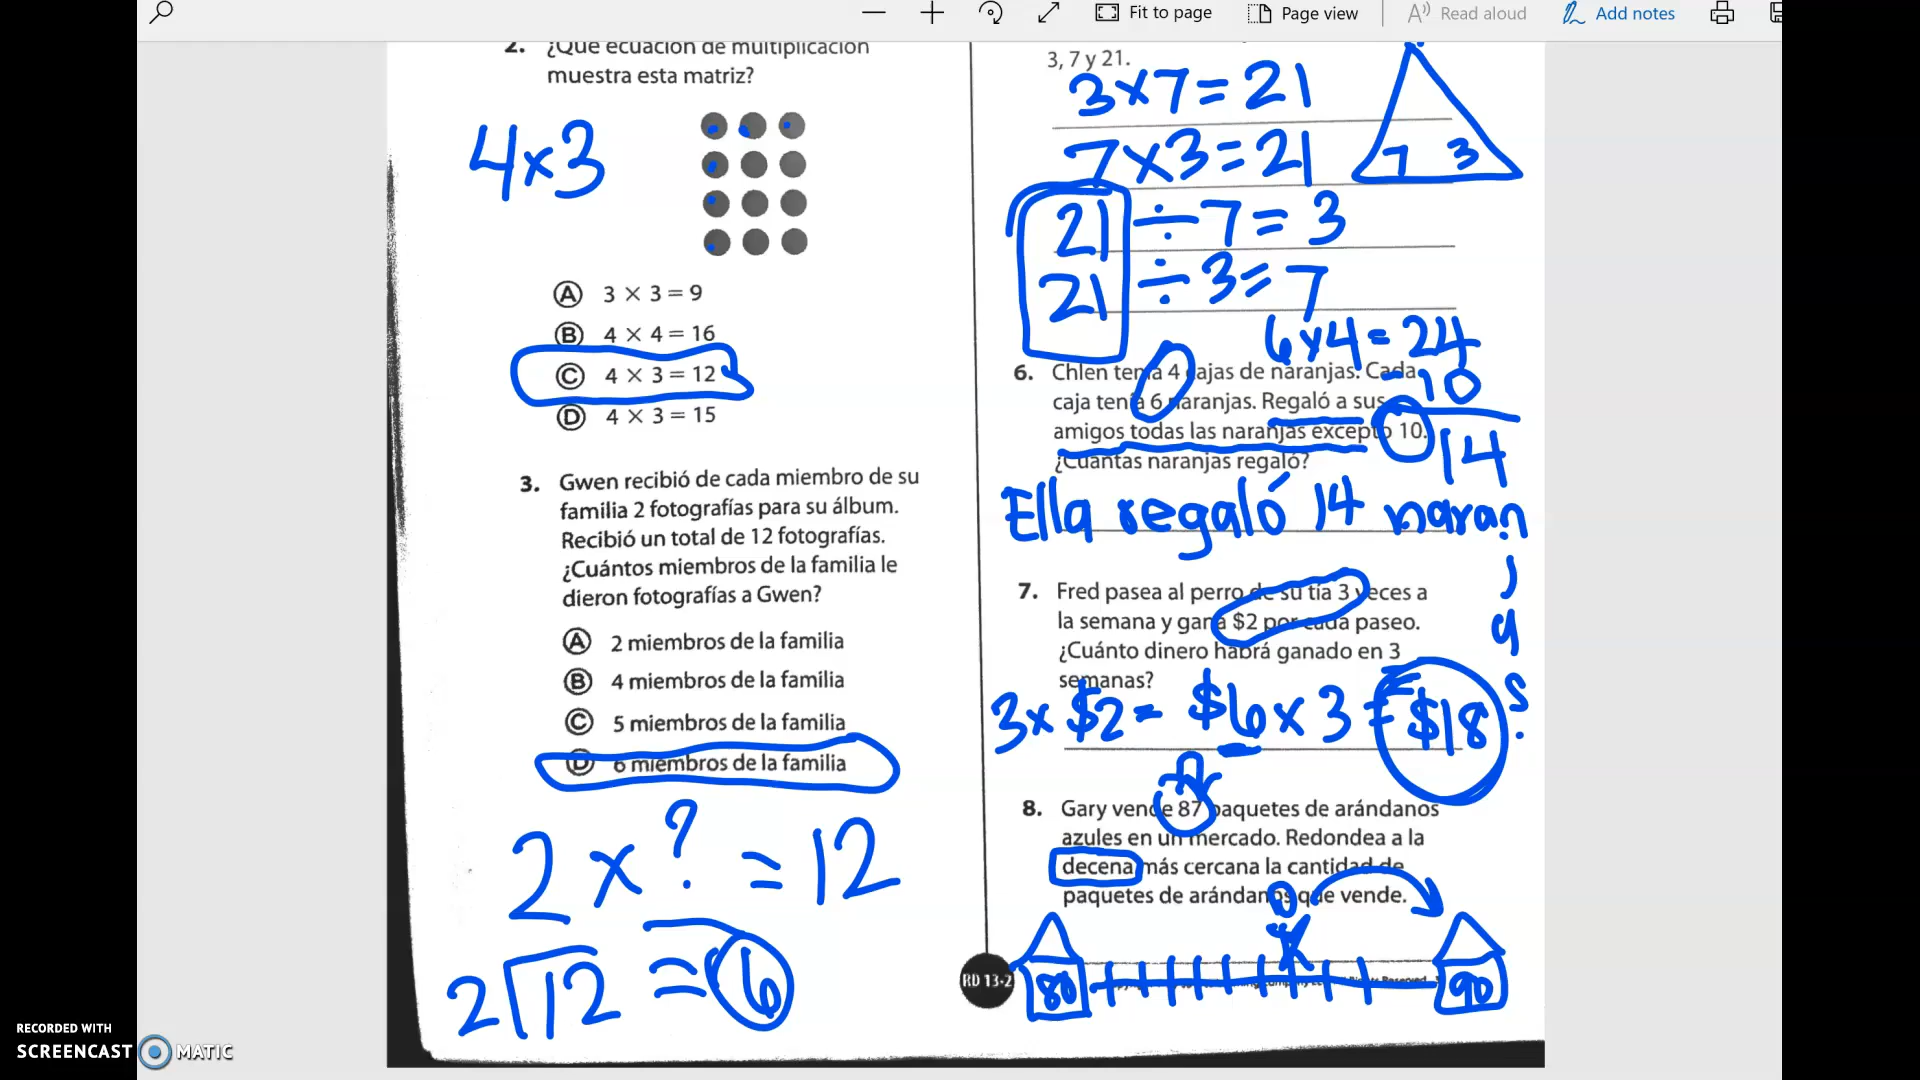 Fit to page
Page view
Read aloud
Add notes
2. ¿Qué ecuación de multiplicación
muestra esta matriz?
4x3
Ⓐ 3 × 3 = 9
Ⓑ 4 × 4 = 16
Ⓒ 4 × 3 = 12
Ⓓ 4 × 3 = 15
3. Gwen recibió de cada miembro de su
familia 2 fotografías para su álbum.
Recibió un total de 12 fotografías.
¿Cuántos miembros de la familia le
dieron fotografías a Gwen?
Ⓐ 2 miembros de la familia
Ⓑ 4 miembros de la familia
Ⓒ 5 miembros de la familia
Ⓓ 6 miembros de la familia
2 x ? = 12
2 12 = 6
3, 7 y 21.
3x7=21
7x3=21
21 ÷ 7 = 3
21 ÷ 3 = 7
7 3
6x4=24
-10
14
6. Chlen tenía 4 cajas de naranjas. Cada
caja tenía 6 naranjas. Regaló a sus
amigos todas las naranjas excepto 10.
¿Cuántas naranjas regaló?
Ella regaló 14 naranjas.
7. Fred pasea al perro de su tía 3 veces a
la semana y gana $2 por cada paseo.
¿Cuánto dinero habrá ganado en 3
semanas?
3x $2 = $6 x 3 = $18
8. Gary vende 87 paquetes de arándanos
azules en un mercado. Redondea a la
decena más cercana la cantidad de
paquetes de arándanos que vende.
80 90
RD 13-2
RECORDED WITH
SCREENCAST MATIC